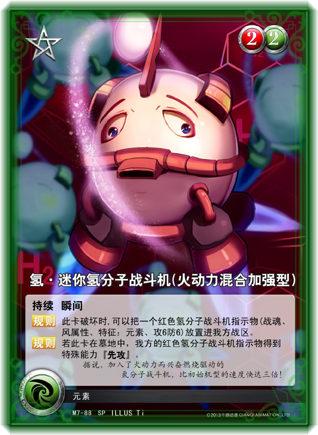 2 2
H₂
氢·迷你氢分子战斗机(火动力混合加强型)
持续 瞬间
规则 此卡破坏时,可以把一个红色氢分子战斗机指示物(战魂、
风属性、特征:元素、攻6防6)放置进我方战区。
规则 若此卡在墓地中,我方的红色氢分子战斗机指示物得到
特殊能力『先攻』。
据说,加入了火动力而兴奋燃烧驱动的
氢分子战斗机,比初始机型的速度快达三倍!
元素
M7-88 SP ILLUS Ti